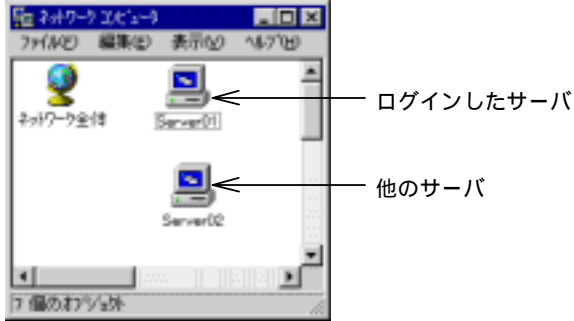 ネットワーク コンピュータ
ファイル(F) 編集(E) 表示(V) ヘルプ(H)
ネットワーク全体
Server01
ログインしたサーバ
Server02
他のサーバ
7 個のオブジェクト